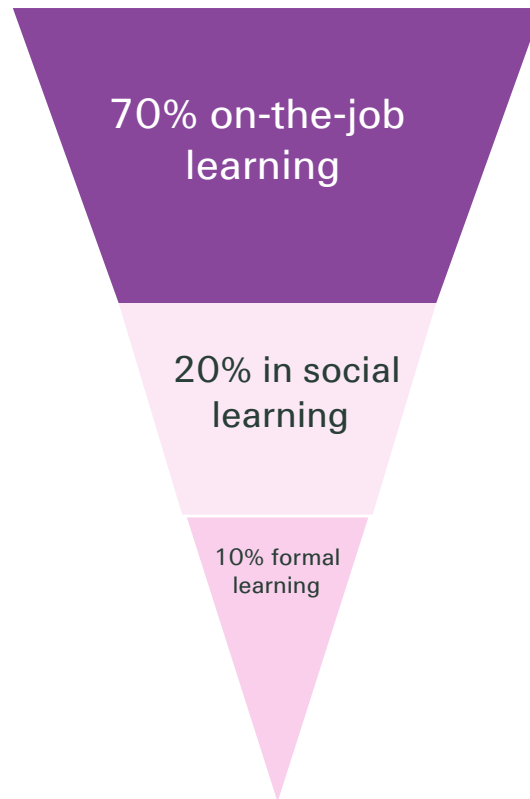 70% on-the-job
learning
20% in social
learning
10% formal
learning